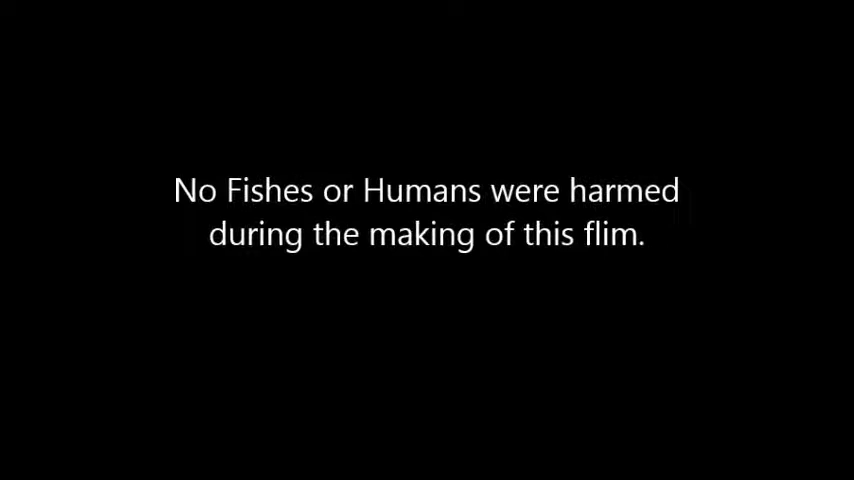 No Fishes or Humans were harmed
during the making of this flim.